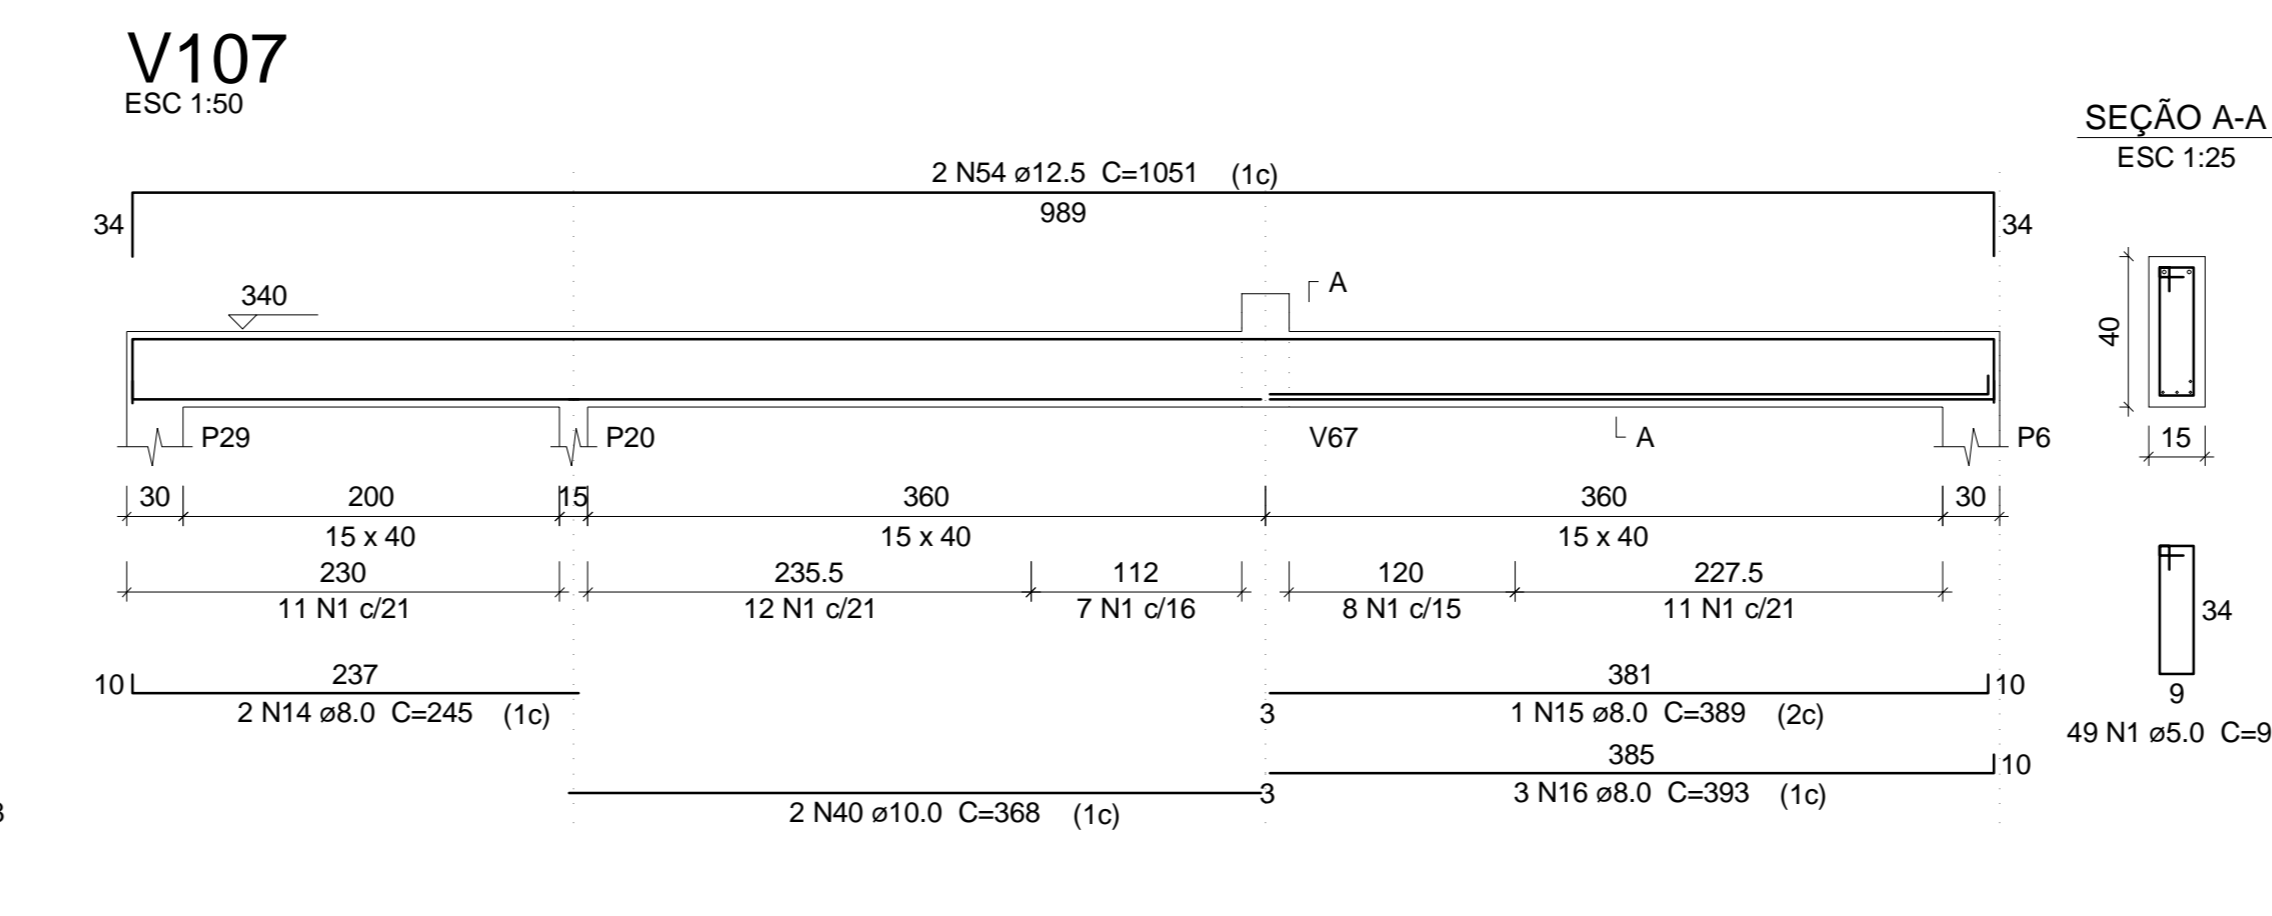 V107
ESC 1:50
SEÇÃO A-A
ESC 1:25
2 N54 ø12.5 C=1051 (1c)
989
34
34
340
A
40
P29
P20
V67
A
P6
15
30
200
15
360
360
30
15 x 40
15 x 40
15 x 40
230
235.5
112
120
227.5
11 N1 c/21
12 N1 c/21
7 N1 c/16
8 N1 c/15
11 N1 c/21
34
9
49 N1 ø5.0 C=9
10
237
2 N14 ø8.0 C=245 (1c)
381
10
3
1 N15 ø8.0 C=389 (2c)
385
10
3
3 N16 ø8.0 C=393 (1c)
2 N40 ø10.0 C=368 (1c)